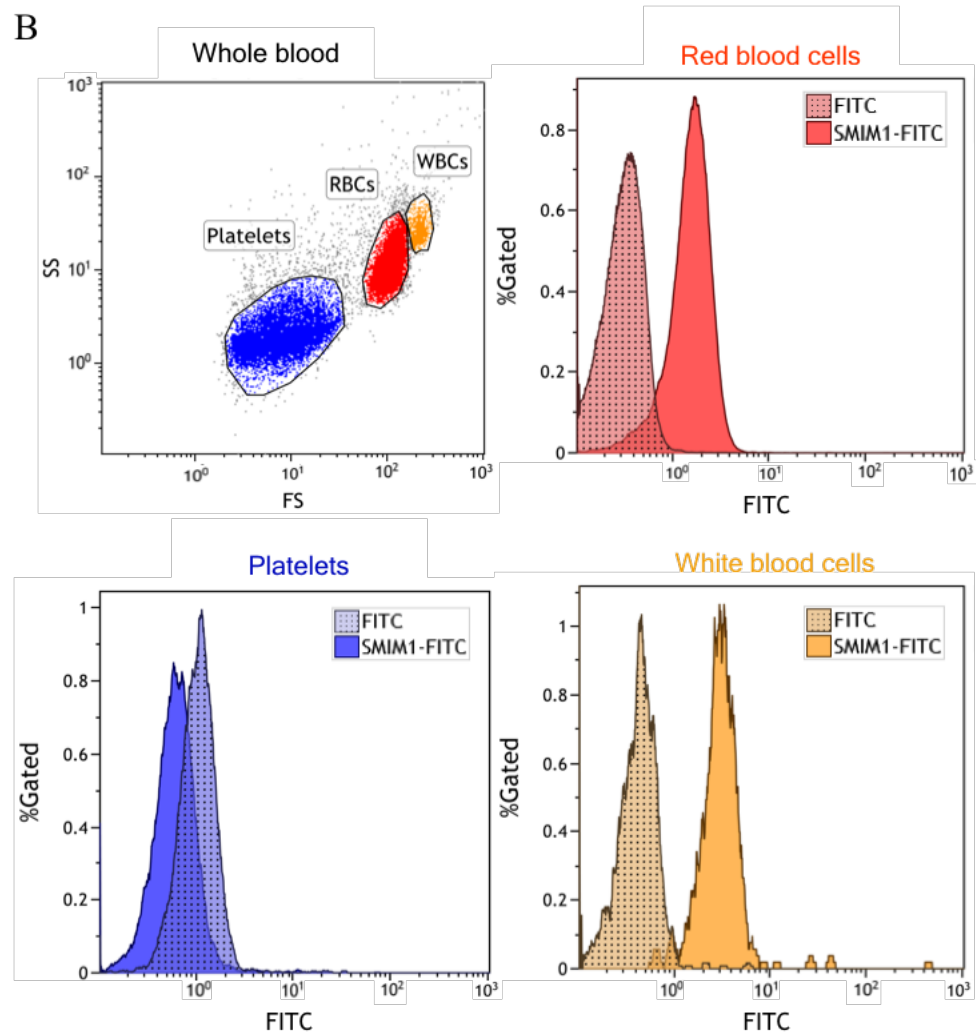 B
Whole blood
10³
10²
10¹
10⁰
SS
Platelets
RBCs
WBCs
10⁰
10¹
10²
10³
FS
Red blood cells
0.8
0.6
0.4
0.2
0
%Gated
FITC
SMIM1-FITC
10⁰
10¹
10²
10³
FITC
Platelets
1
0.8
0.6
0.4
0.2
0
%Gated
FITC
SMIM1-FITC
10⁰
10¹
10²
10³
FITC
White blood cells
1
0.8
0.6
0.4
0.2
0
%Gated
FITC
SMIM1-FITC
10⁰
10¹
10²
10³
FITC